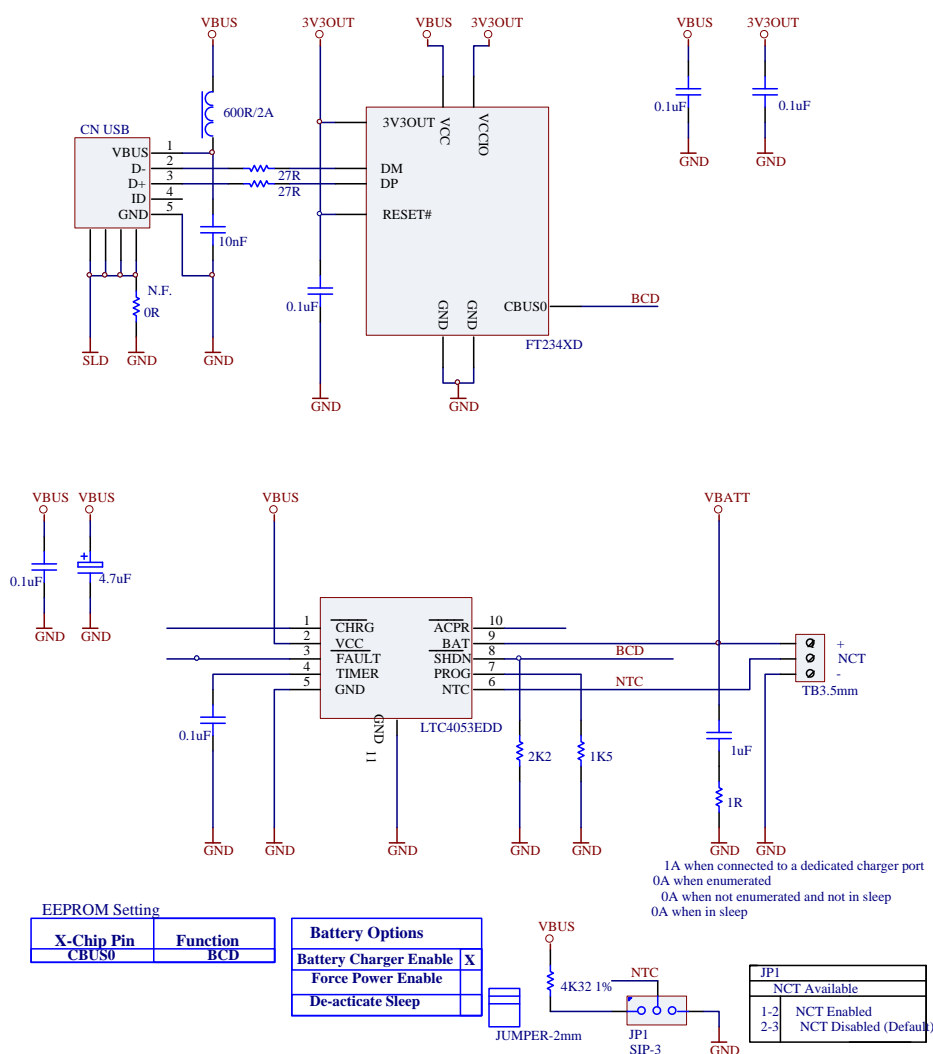 VBUS 3V3OUT VBUS 3V3OUT VBUS 3V3OUT
600R/2A
0.1uF 0.1uF
CN USB
3V3OUT VCC VCCIO
VBUS 1
D- 2 27R DM
D+ 3 27R DP
ID 4
GND 5 RESET#
GND GND
10nF
N.F.
0R
0.1uF
GND GND CBUS0 BCD
FT234XD
SLD GND GND
GND GND
VBUS VBUS VBUS VBATT
0.1uF + 4.7uF
GND GND
1 CHRG ACPR 10
2 VCC BAT 9 +
3 FAULT SHDN 8 BCD NCT
4 TIMER PROG 7 -
5 GND NTC 6 NTC
TB3.5mm
GND 11
LTC4053EDD
0.1uF 2K2 1K5 1uF
1R
GND GND GND GND GND GND GND
1A when connected to a dedicated charger port
0A when enumerated
0A when not enumerated and not in sleep
0A when in sleep
EEPROM Setting
X-Chip Pin Function
CBUS0 BCD
Battery Options
Battery Charger Enable X
Force Power Enable
De-acticate Sleep
JUMPER-2mm
VBUS
4K32 1% NTC
JP1
SIP-3
GND
JP1
NCT Available
1-2 NCT Enabled
2-3 NCT Disabled (Default)